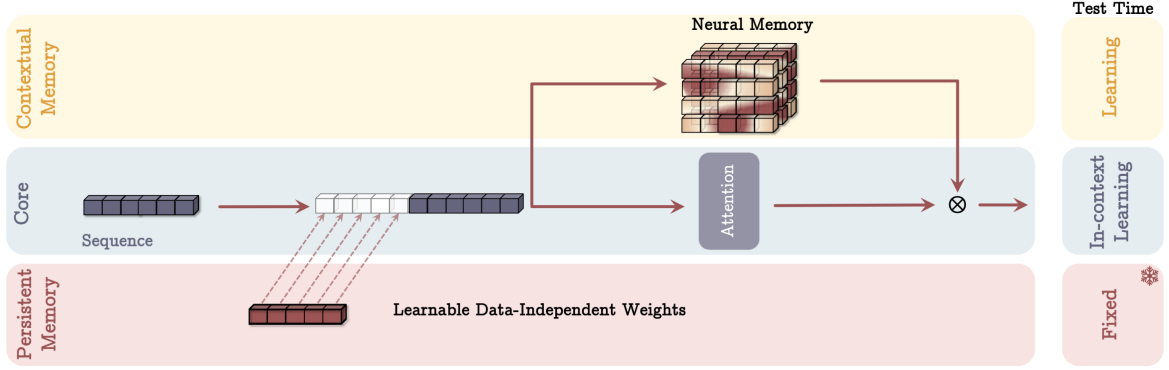 Test Time
Neural Memory
Contextual
Memory
Learning
Core
Sequence
Attention
⊗
In-context
Learning
Persistent
Memory
Learnable Data-Independent Weights
Fixed